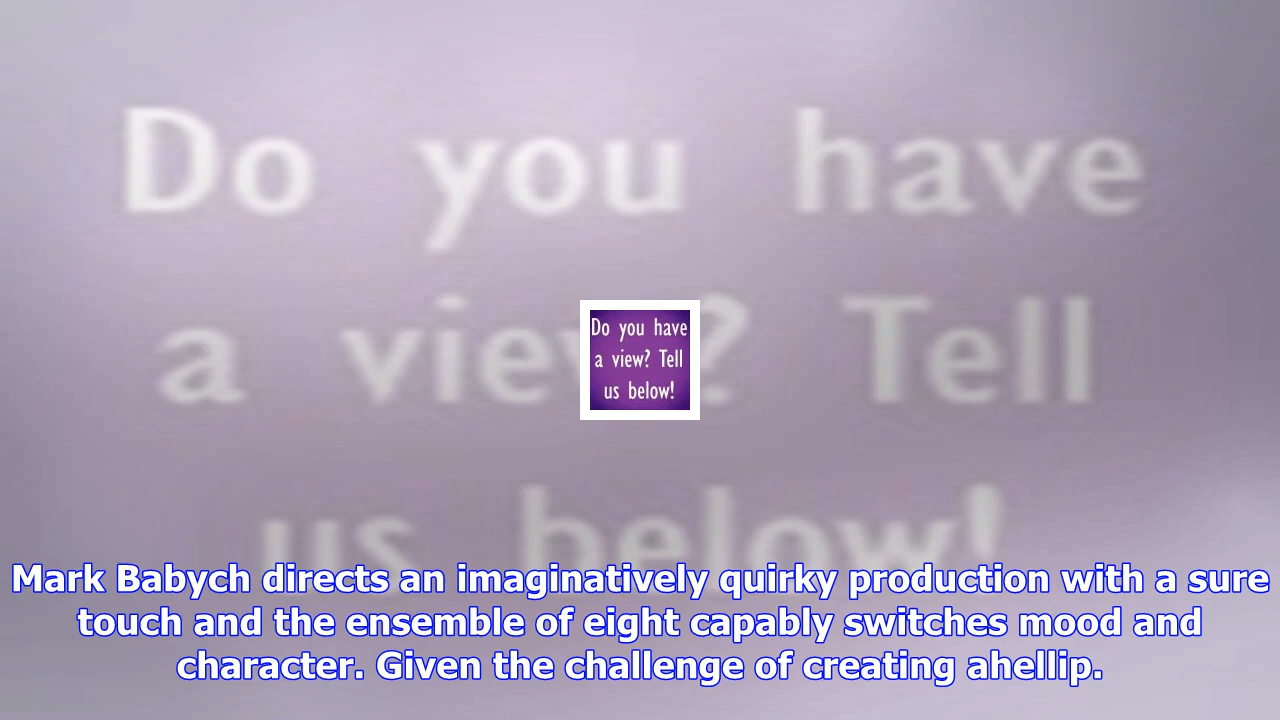 Do you have
a view? Tell
us below!
Do you have
a view? Tell
us below!
Mark Babych directs an imaginatively quirky production with a sure
touch and the ensemble of eight capably switches mood and
character. Given the challenge of creating ahellip.